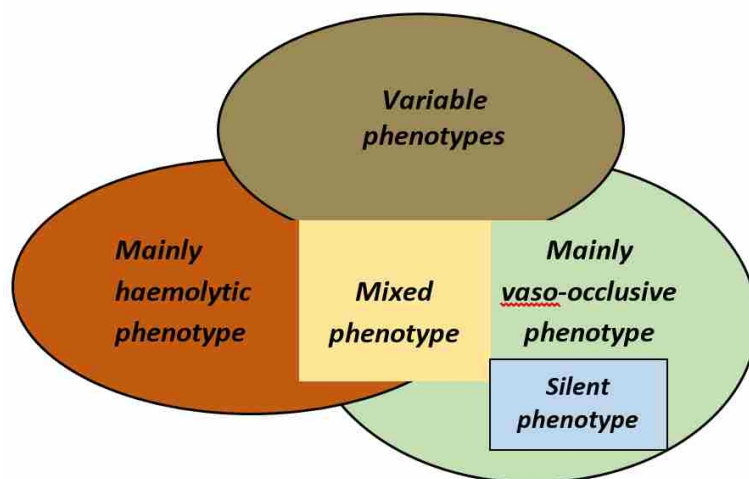 Variable
phenotypes
Mainly
haemolytic
phenotype
Mixed
phenotype
Mainly
vaso-occlusive
phenotype
Silent
phenotype